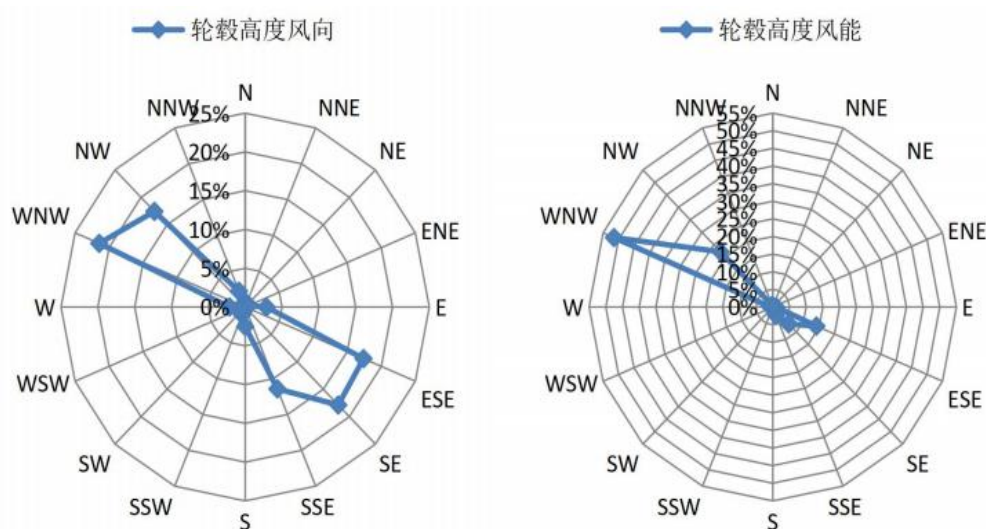 轮毂高度风向
N
NNE
NE
ENE
E
ESE
SE
SSE
S
SSW
SW
WSW
W
WNW
NW
NNW
25%
20%
15%
10%
5%
0%
轮毂高度风能
N
NNE
NE
ENE
E
ESE
SE
SSE
S
SSW
SW
WSW
W
WNW
NW
NNW
55%
50%
45%
40%
35%
30%
25%
20%
15%
10%
5%
0%